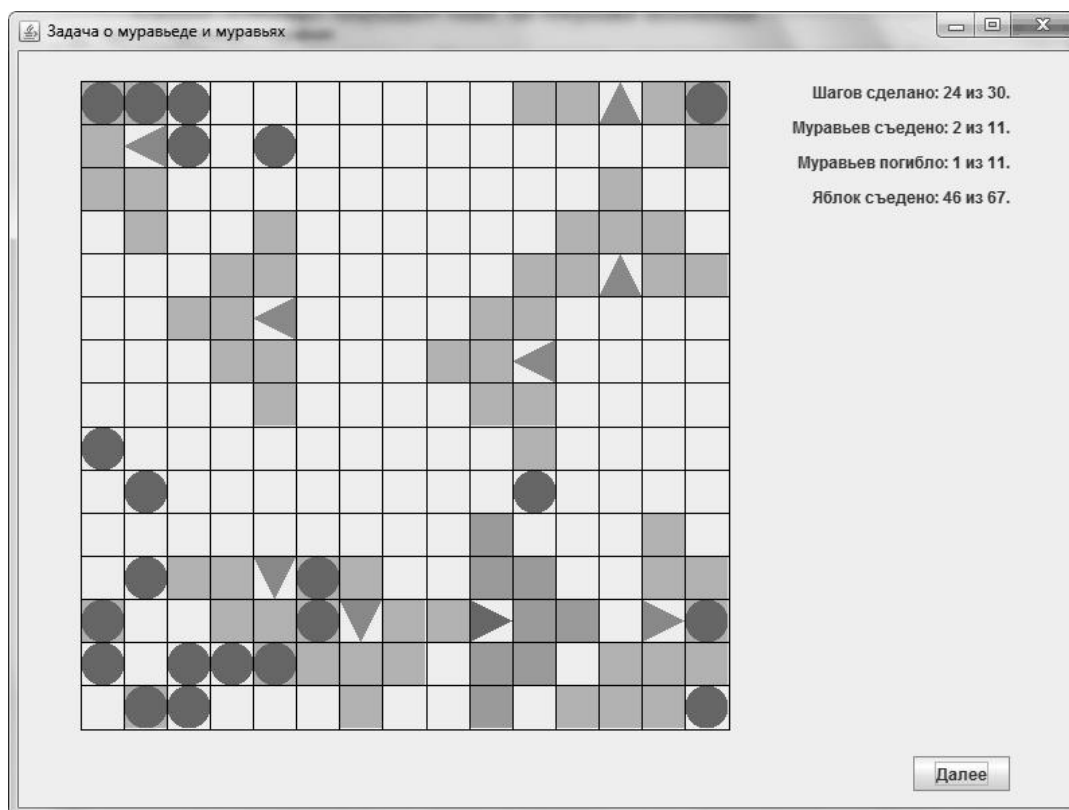 Задача о муравьеде и муравьях
Шагов сделано: 24 из 30.
Муравьев съедено: 2 из 11.
Муравьев погибло: 1 из 11.
Яблок съедено: 46 из 67.
Далее